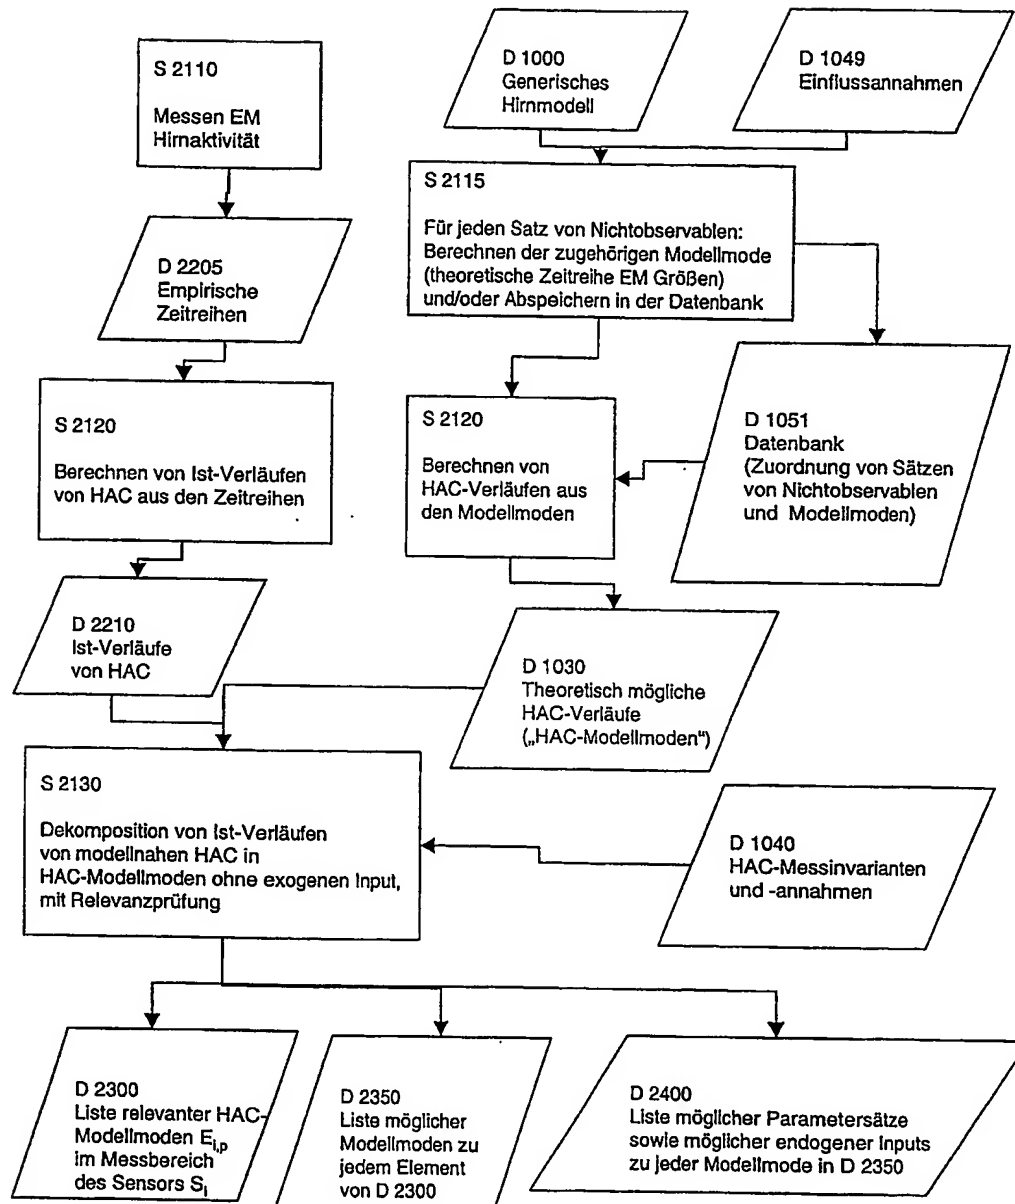 S 2110
Messen EM
Hirnaktivität
D 1000
Generisches
Hirnmodell
D 1049
Einflussannahmen
S 2115
Für jeden Satz von Nichtobservablen:
Berechnen der zugehörigen Modellmode
(theoretische Zeitreihe EM Größen)
und/oder Abspeichern in der Datenbank
D 2205
Empirische
Zeitreihen
S 2120
Berechnen von Ist-Verläufen
von HAC aus den Zeitreihen
S 2120
Berechnen von
HAC-Verläufen aus
den Modellmoden
D 1051
Datenbank
(Zuordnung von Sätzen
von Nichtobservablen
und Modellmoden)
D 2210
Ist-Verläufe
von HAC
D 1030
Theoretisch mögliche
HAC-Verläufe
(„HAC-Modellmoden“)
S 2130
Dekomposition von Ist-Verläufen
von modellnahen HAC in
HAC-Modellmoden ohne exogenen Input,
mit Relevanzprüfung
D 1040
HAC-Messinvarianten
und -annahmen
D 2300
Liste relevanter HAC-
Modellmoden E_{i,p}
im Messbereich
des Sensors S_i
D 2350
Liste möglicher
Modellmoden zu
jedem Element
von D 2300
D 2400
Liste möglicher Parametersätze
sowie möglicher endogener Inputs
zu jeder Modellmode in D 2350